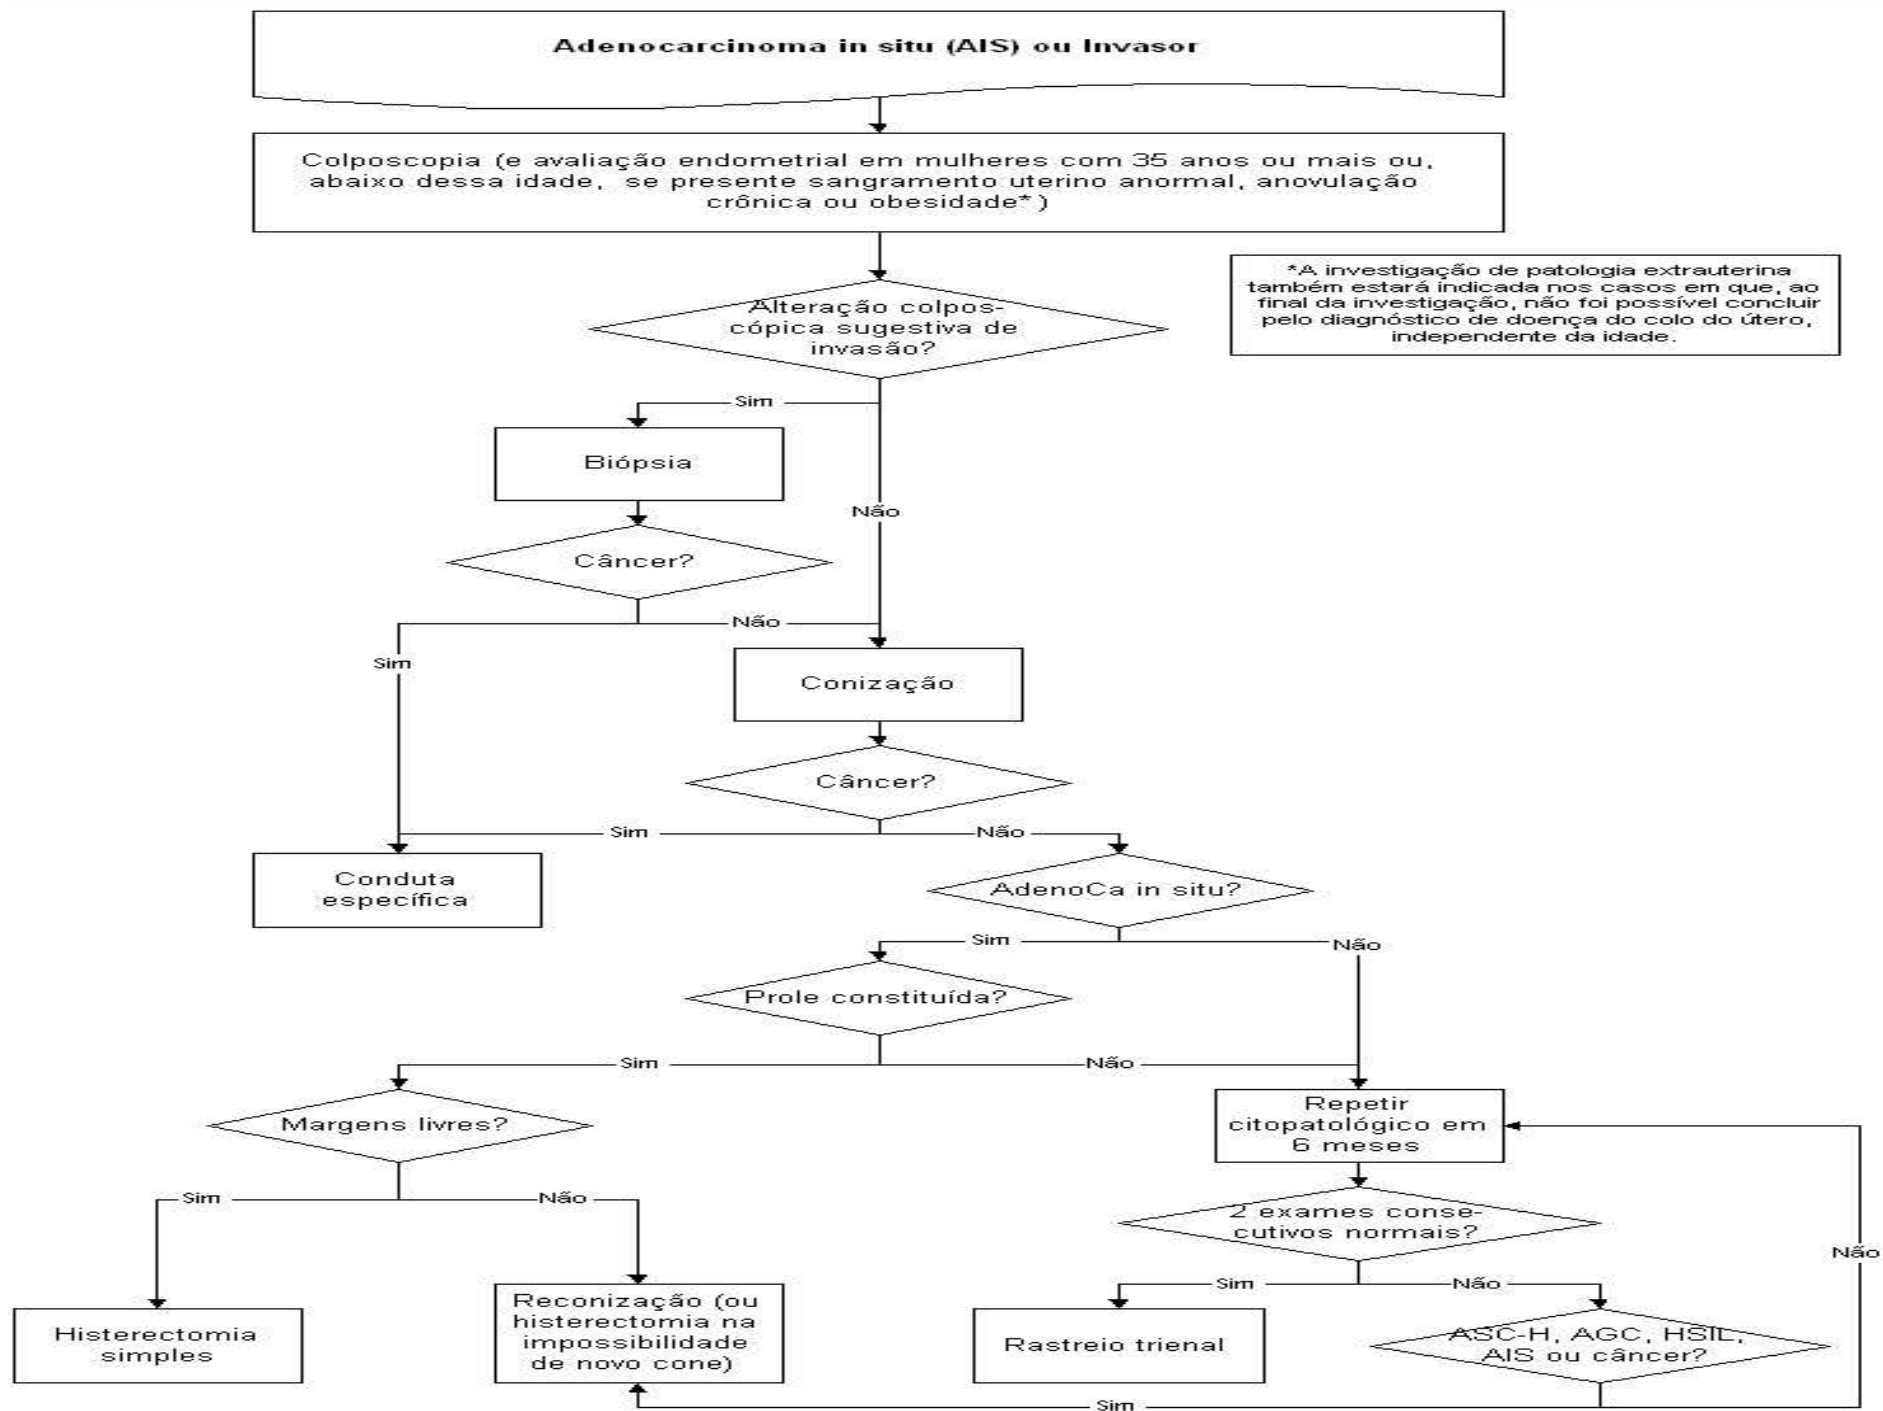 Adenocarcinoma in situ (AIS) ou Invasor
Colposcopia (e avaliação endometrial em mulheres com 35 anos ou mais ou,
abaixo dessa idade, se presente sangramento uterino anormal, anovulação
crônica ou obesidade*)
*A investigação de patologia extrauterina
também estará indicada nos casos em que, ao
final da investigação, não foi possível concluir
pelo diagnóstico de doença do colo do útero,
independente da idade.
Alteração colpos-
cópica sugestiva de
invasão?
Sim
Biópsia
Não
Câncer?
Não
Sim
Conização
Câncer?
Sim
Não
Conduta
específica
AdenoCa in situ?
Sim
Não
Prole constituída?
Sim
Não
Margens livres?
Repetir
citopatológico em
6 meses
Sim
Não
2 exames conse-
cutivos normais?
Não
Sim
Não
Histerectomia
simples
Reconização (ou
histerectomia na
impossibilidade
de novo cone)
Rastreio trienal
ASC-H, AGC, HSIL,
AIS ou câncer?
Sim